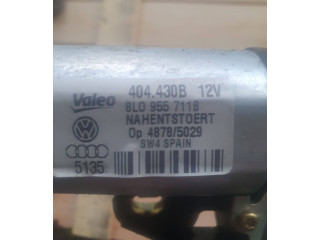 Valeo 404.430B 12V
8L0 955 711B
NAHENTSTOERT
Op 4878/5029
SW4 SPAIN
5135